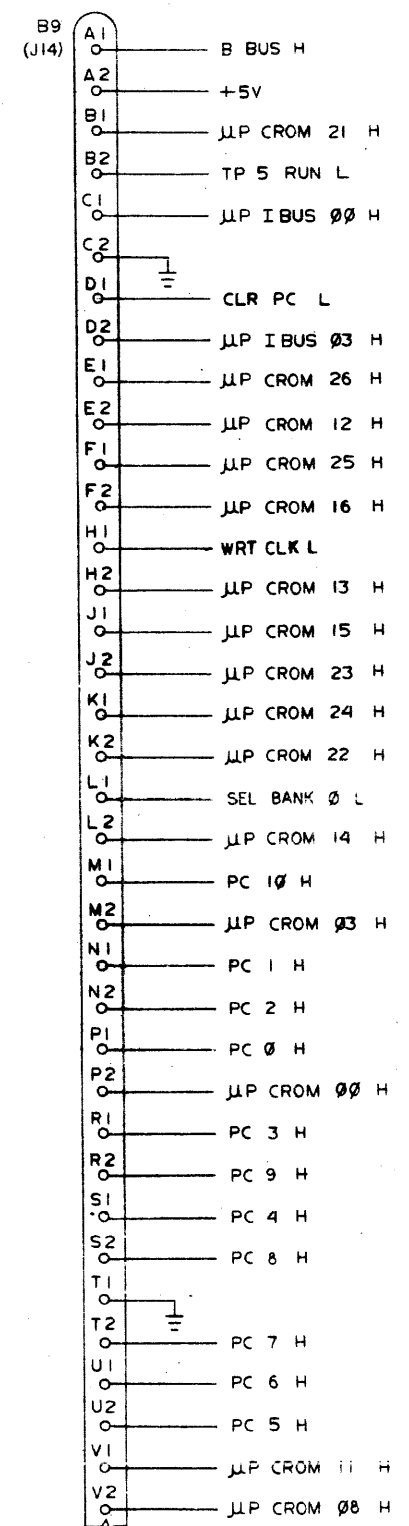 B9
(J14)
A1 B BUS H
A2 +5V
B1 µP CROM 21 H
B2 TP 5 RUN L
C1 µP I BUS ØØ H
C2
D1 CLR PC L
D2 µP I BUS Ø3 H
E1 µP CROM 26 H
E2 µP CROM 12 H
F1 µP CROM 25 H
F2 µP CROM 16 H
H1 WRT CLK L
H2 µP CROM 13 H
J1 µP CROM 15 H
J2 µP CROM 23 H
K1 µP CROM 24 H
K2 µP CROM 22 H
L1 SEL BANK Ø L
L2 µP CROM 14 H
M1 PC 1Ø H
M2 µP CROM Ø3 H
N1 PC 1 H
N2 PC 2 H
P1 PC Ø H
P2 µP CROM ØØ H
R1 PC 3 H
R2 PC 9 H
S1 PC 4 H
S2 PC 8 H
T1
T2 PC 7 H
U1 PC 6 H
U2 PC 5 H
V1 µP CROM 11 H
V2 µP CROM Ø8 H